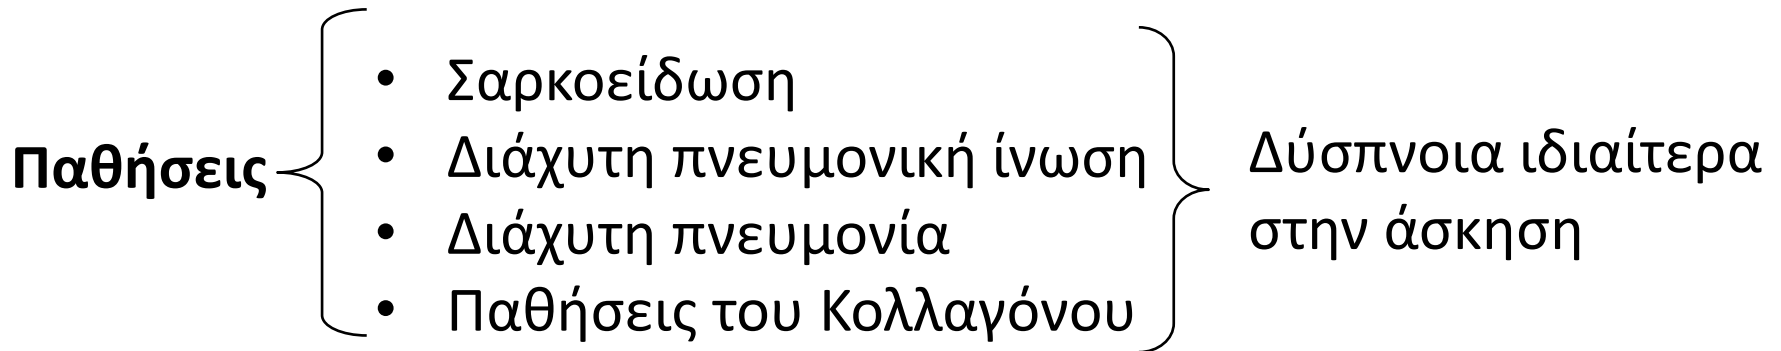 Παθήσεις
• Σαρκοείδωση
• Διάχυτη πνευμονική ίνωση
• Διάχυτη πνευμονία
• Παθήσεις του Κολλαγόνου
Δύσπνοια ιδιαίτερα
στην άσκηση